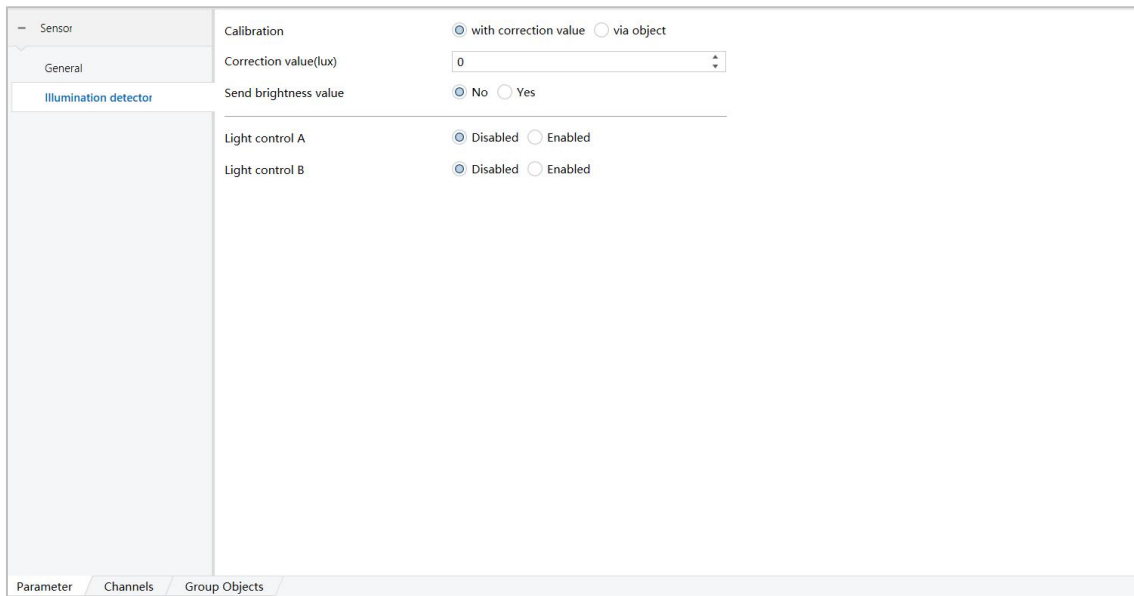 Sensor
General
Illumination detector
Calibration with correction value via object
Correction value(lux) 0
Send brightness value No Yes
Light control A Disabled Enabled
Light control B Disabled Enabled
Parameter Channels Group Objects